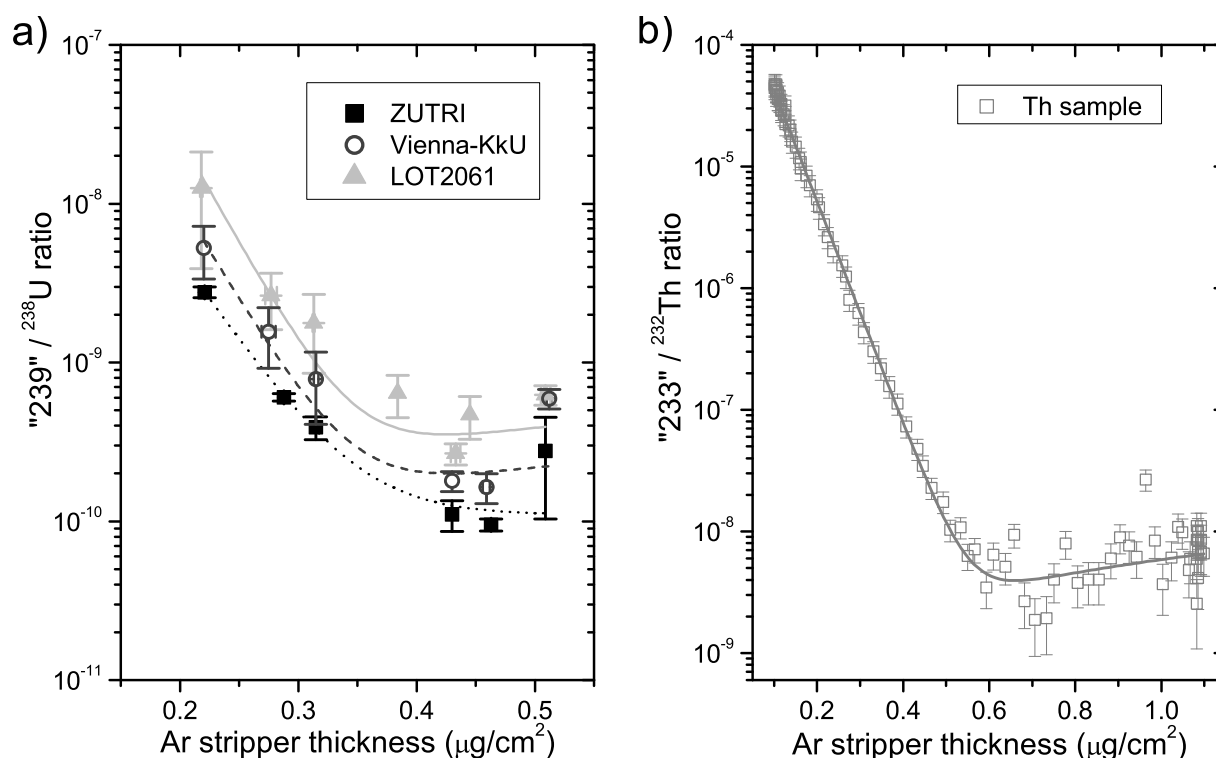 a)
"239" / ²³⁸U ratio
10⁻⁷
10⁻⁸
10⁻⁹
10⁻¹⁰
10⁻¹¹
ZUTRI
Vienna-KkU
LOT2061
0.2 0.3 0.4 0.5
Ar stripper thickness (μg/cm²)
b)
"233" / ²³²Th ratio
10⁻⁴
10⁻⁵
10⁻⁶
10⁻⁷
10⁻⁸
10⁻⁹
Th sample
0.2 0.4 0.6 0.8 1.0
Ar stripper thickness (μg/cm²)